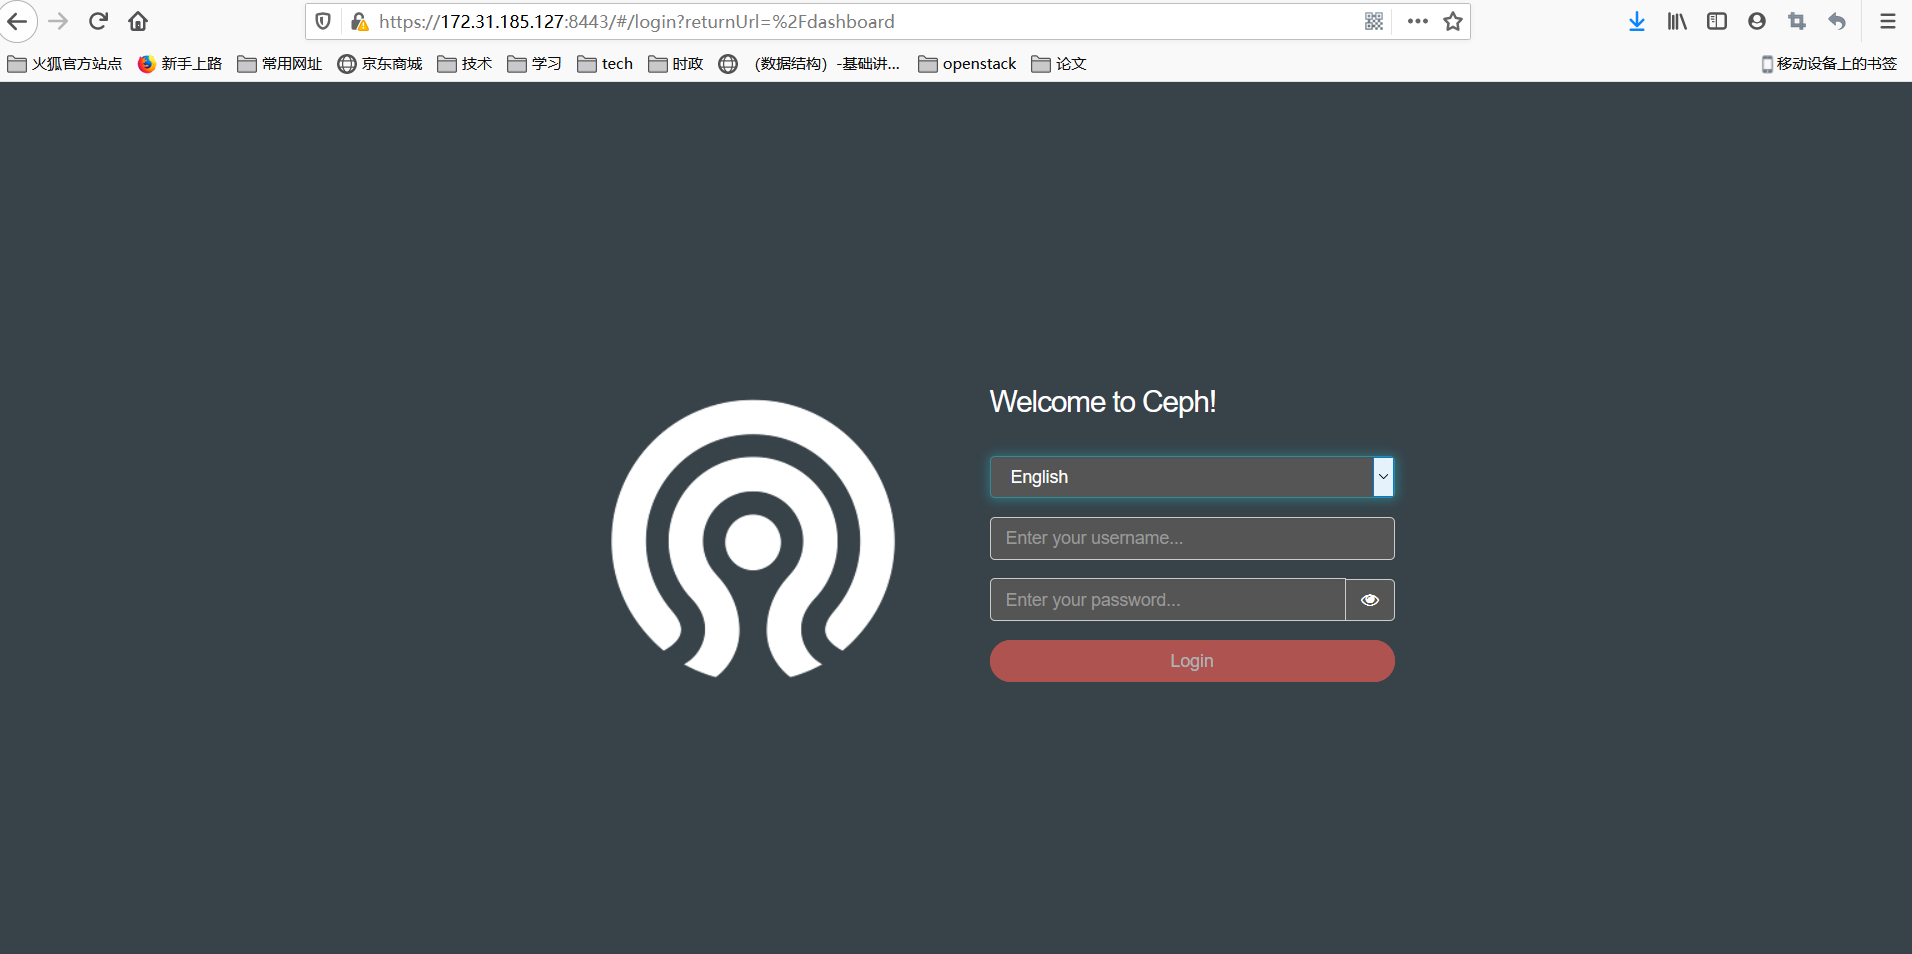 https://172.31.185.127:8443/#/login?returnUrl=%2Fdashboard
火狐官方站点 新手上路 常用网址 京东商城 技术 学习 tech 时政 （数据结构）-基础讲... openstack 论文 移动设备上的书签
Welcome to Ceph!
English
Enter your username...
Enter your password...
Login